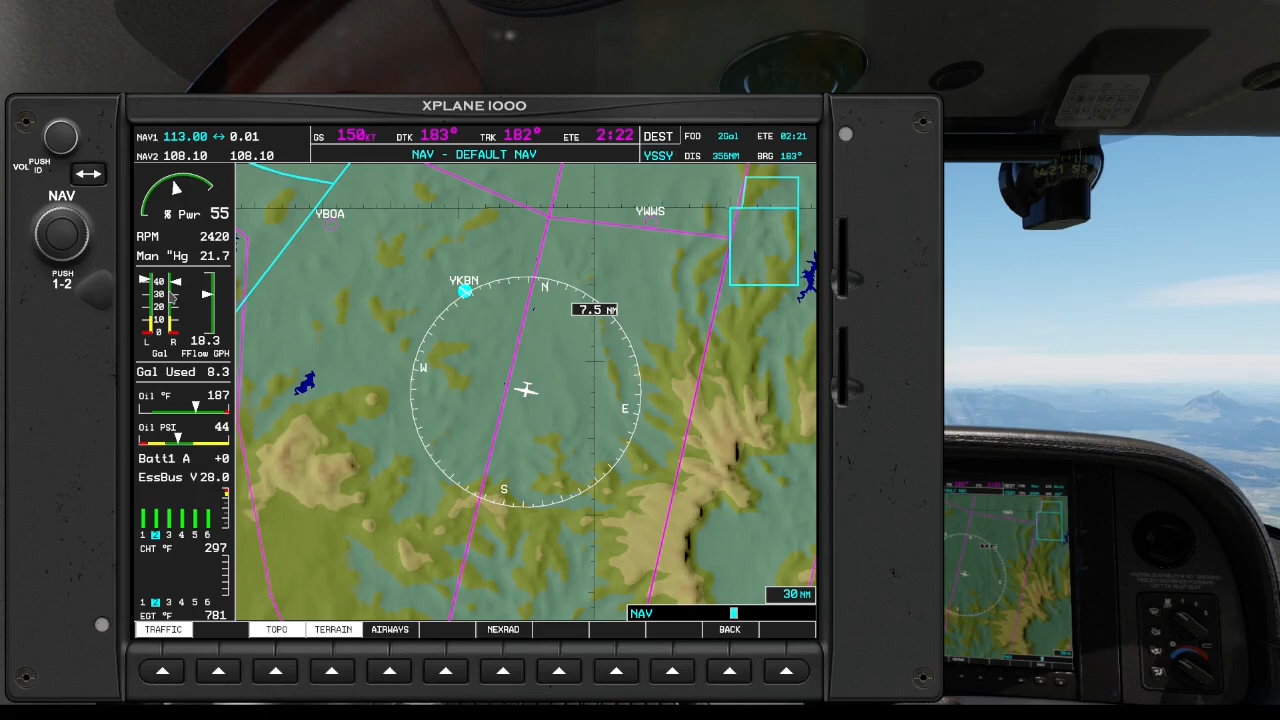 XPLANE 1000
NAV1 113.00 ↔ 0.01
NAV2 108.10 108.10
GS 150KT DTK 183° TRK 182° ETE 2:22
NAV - DEFAULT NAV
DEST FOD 2Gal ETE 02:21
YSSY DIS 356NM BRG 183°
VOL PUSH ID
NAV
PUSH
1-2
% Pwr 55
RPM 2420
Man "Hg 21.7
40
30
20
10
0
L R 18.3
Gal FFlow GPH
Gal Used 8.3
Oil °F 187
Oil PSI 44
Batt1 A +0
EssBus V 28.0
1 2 3 4 5 6
CHT °F 297
1 2 3 4 5 6
EGT °F 781
YBOA
YWWS
YKBN
N
7.5 NM
W
E
S
30NM
NAV
TRAFFIC TOPO TERRAIN AIRWAYS NEXRAD BACK